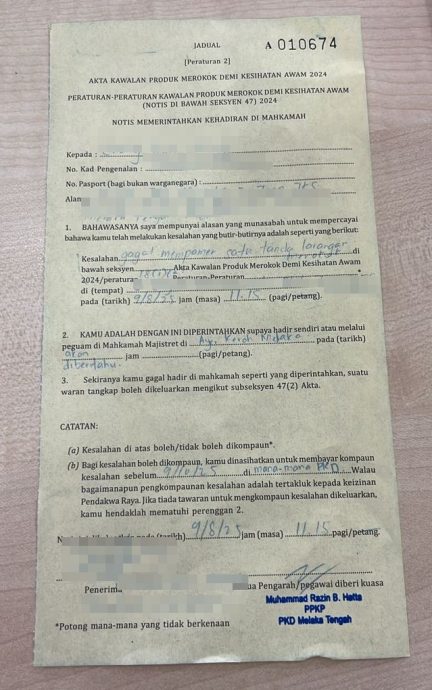 JADUAL
A 010674
[Peraturan 2]
AKTA KAWALAN PRODUK MEROKOK DEMI KESIHATAN AWAM 2024
PERATURAN-PERATURAN KAWALAN PRODUK MEROKOK DEMI KESIHATAN AWAM
(NOTIS DI BAWAH SEKSYEN 47) 2024
NOTIS MEMERINTAHKAN KEHADIRAN DI MAHKAMAH
Kepada :
No. Kad Pengenalan :
No. Pasport (bagi bukan warganegara) :
Alam
1. BAHAWASANYA saya mempunyai alasan yang munasabah untuk mempercayai
bahawa kamu telah melakukan kesalahan yang butir-butirnya adalah seperti yang berikut:
Kesalahan gagal mempamer satu tanda larangan merokok di
bawah seksyen Akta Kawalan Produk Merokok Demi Kesihatan Awam
2024/peratura
di (tempat)
pada (tarikh) 9/8/25 jam (masa) 11.15 (pagi/petang).
2. KAMU ADALAH DENGAN INI DIPERINTAHKAN supaya hadir sendiri atau melalui
peguam di Mahkamah Majistret di Ayer Keroh Melaka pada (tarikh)
akan jam (pagi/petang).
diberitahu.
3. Sekiranya kamu gagal hadir di mahkamah seperti yang diperintahkan, suatu
waran tangkap boleh dikeluarkan mengikut subseksyen 47(2) Akta.
CATATAN:
(a) Kesalahan di atas boleh/tidak boleh dikompaun*.
(b) Bagi kesalahan boleh dikompaun, kamu dinasihatkan untuk membayar kompaun
kesalahan sebelum 9/10/25 di mana-mana PKD. Walau
bagaimanapun pengkompaunan kesalahan adalah tertakluk kepada keizinan
Pendakwa Raya. Jika tiada tawaran untuk mengkompaun kesalahan dikeluarkan,
kamu hendaklah mematuhi perenggan 2.
9/8/25 jam (masa) 11.15 pagi/petang.
Penerima
ua Pengarah/pegawai diberi kuasa
Muhammad Razin B. Hatta
PPKP
PKD Melaka Tengah
*Potong mana-mana yang tidak berkenaan